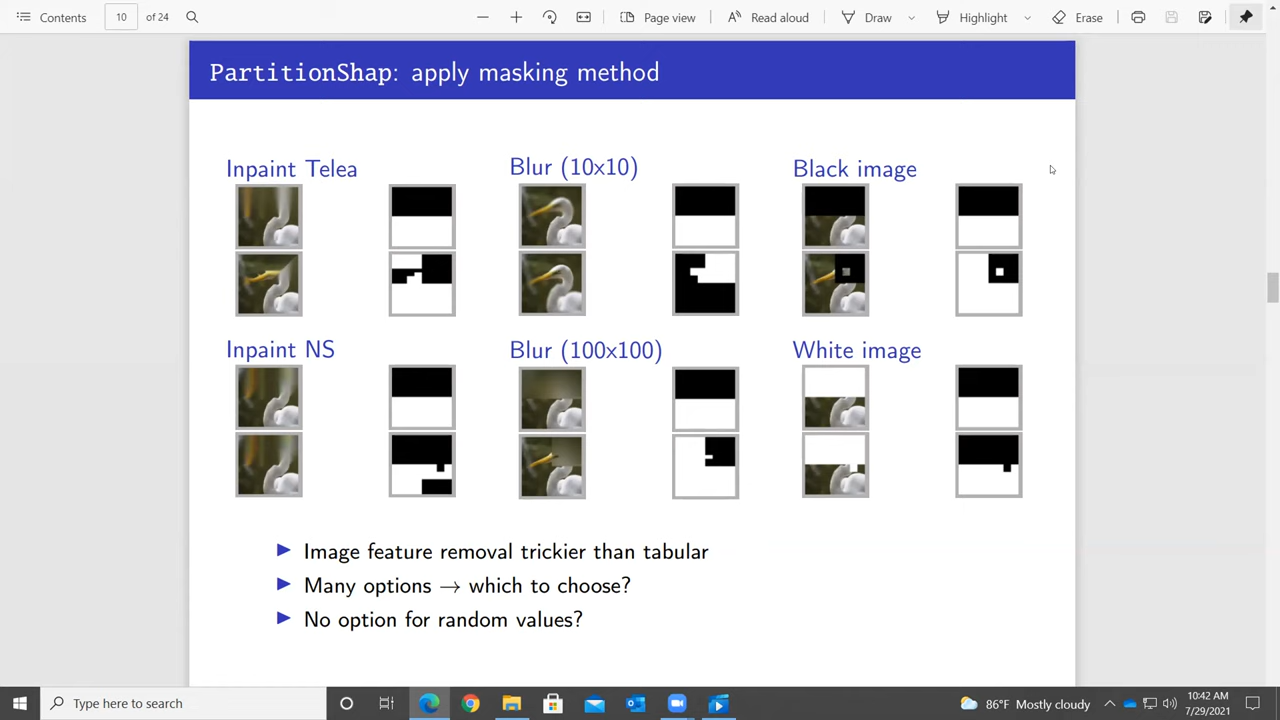 Contents
10 of 24
Page view
Read aloud
Draw
Highlight
Erase
PartitionShap: apply masking method
Inpaint Telea
Blur (10x10)
Black image
Inpaint NS
Blur (100x100)
White image
Image feature removal trickier than tabular
Many options → which to choose?
No option for random values?
Type here to search
86°F Mostly cloudy
10:42 AM
7/29/2021